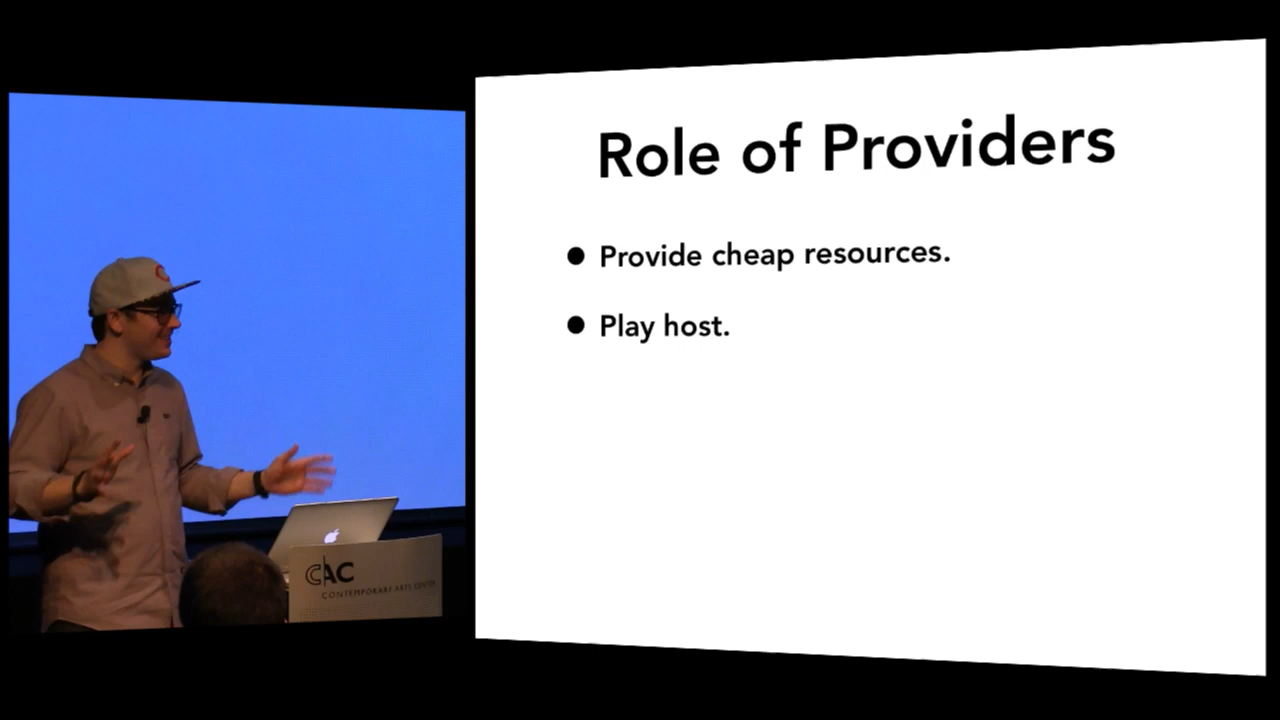 Role of Providers
● Provide cheap resources.
● Play host.
CAC
CONTEMPORARY ARTS CENTER